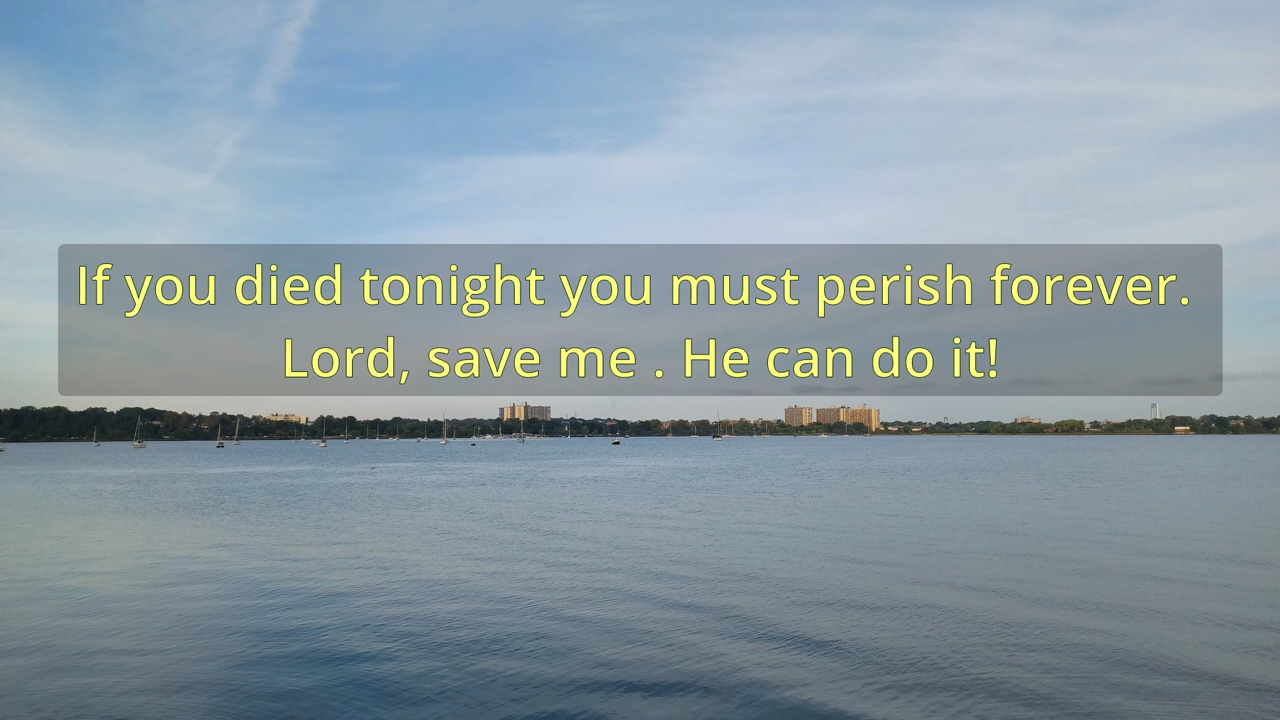 If you died tonight you must perish forever.
Lord, save me . He can do it!